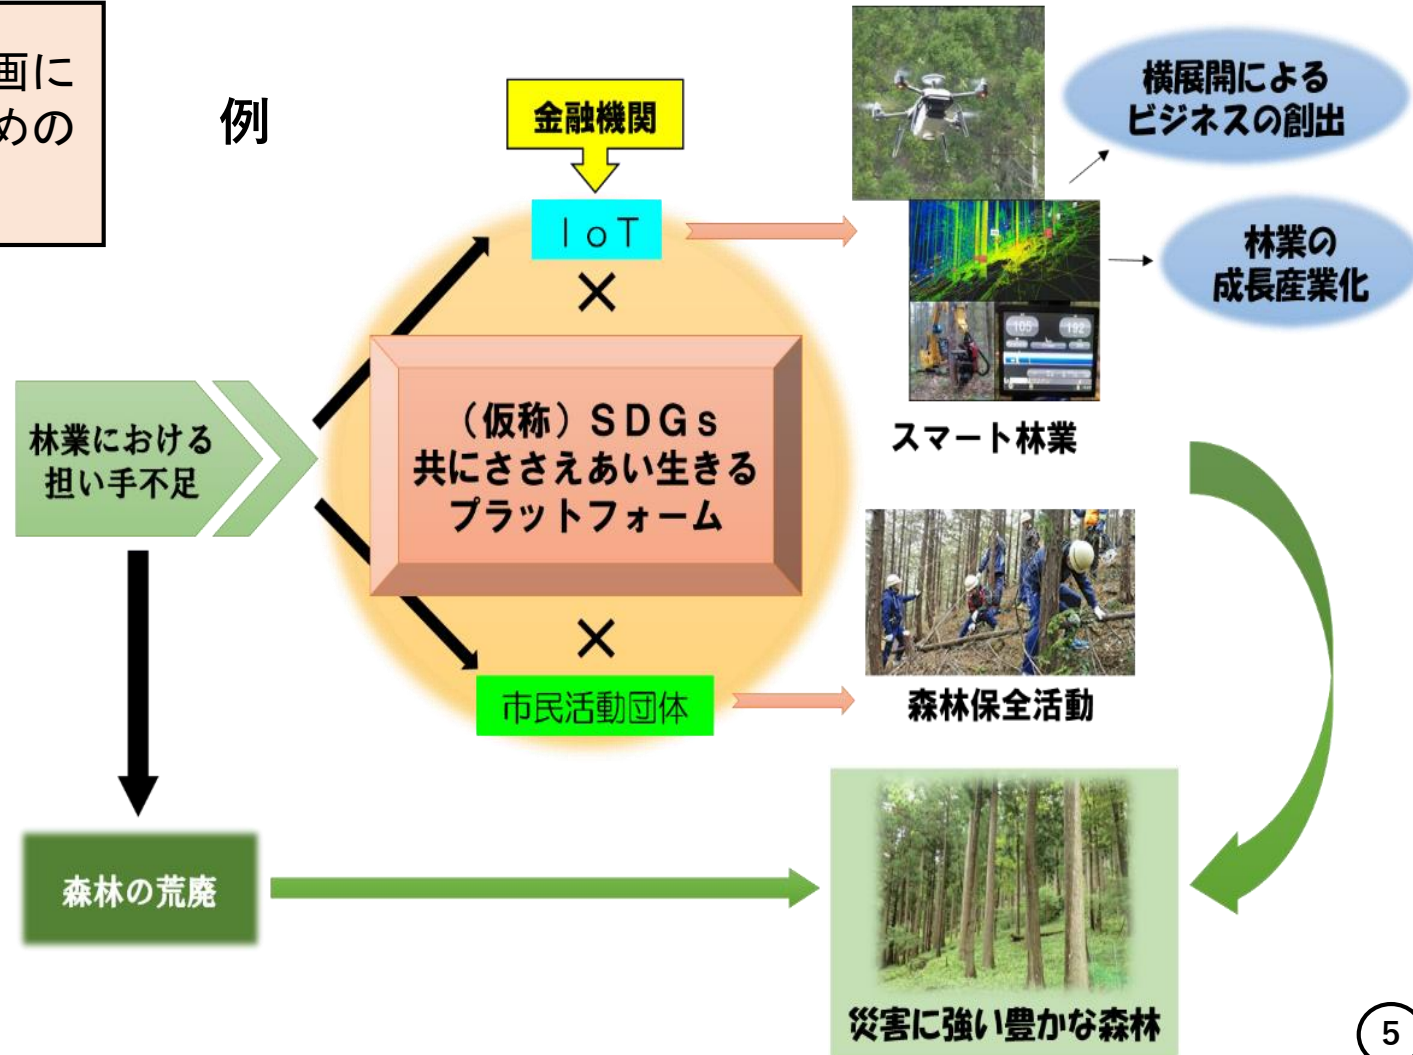 画に
めの
例
金融機関
IoT
×
(仮称)SDGs
共にささえあい生きる
プラットフォーム
×
市民活動団体
林業における
担い手不足
森林の荒廃
横展開による
ビジネスの創出
林業の
成長産業化
105
192
スマート林業
森林保全活動
災害に強い豊かな森林
5